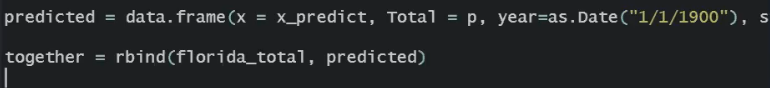 predicted = data.frame(x = x_predict, Total = p, year=as.Date("1/1/1900"), s
together = rbind(florida_total, predicted)